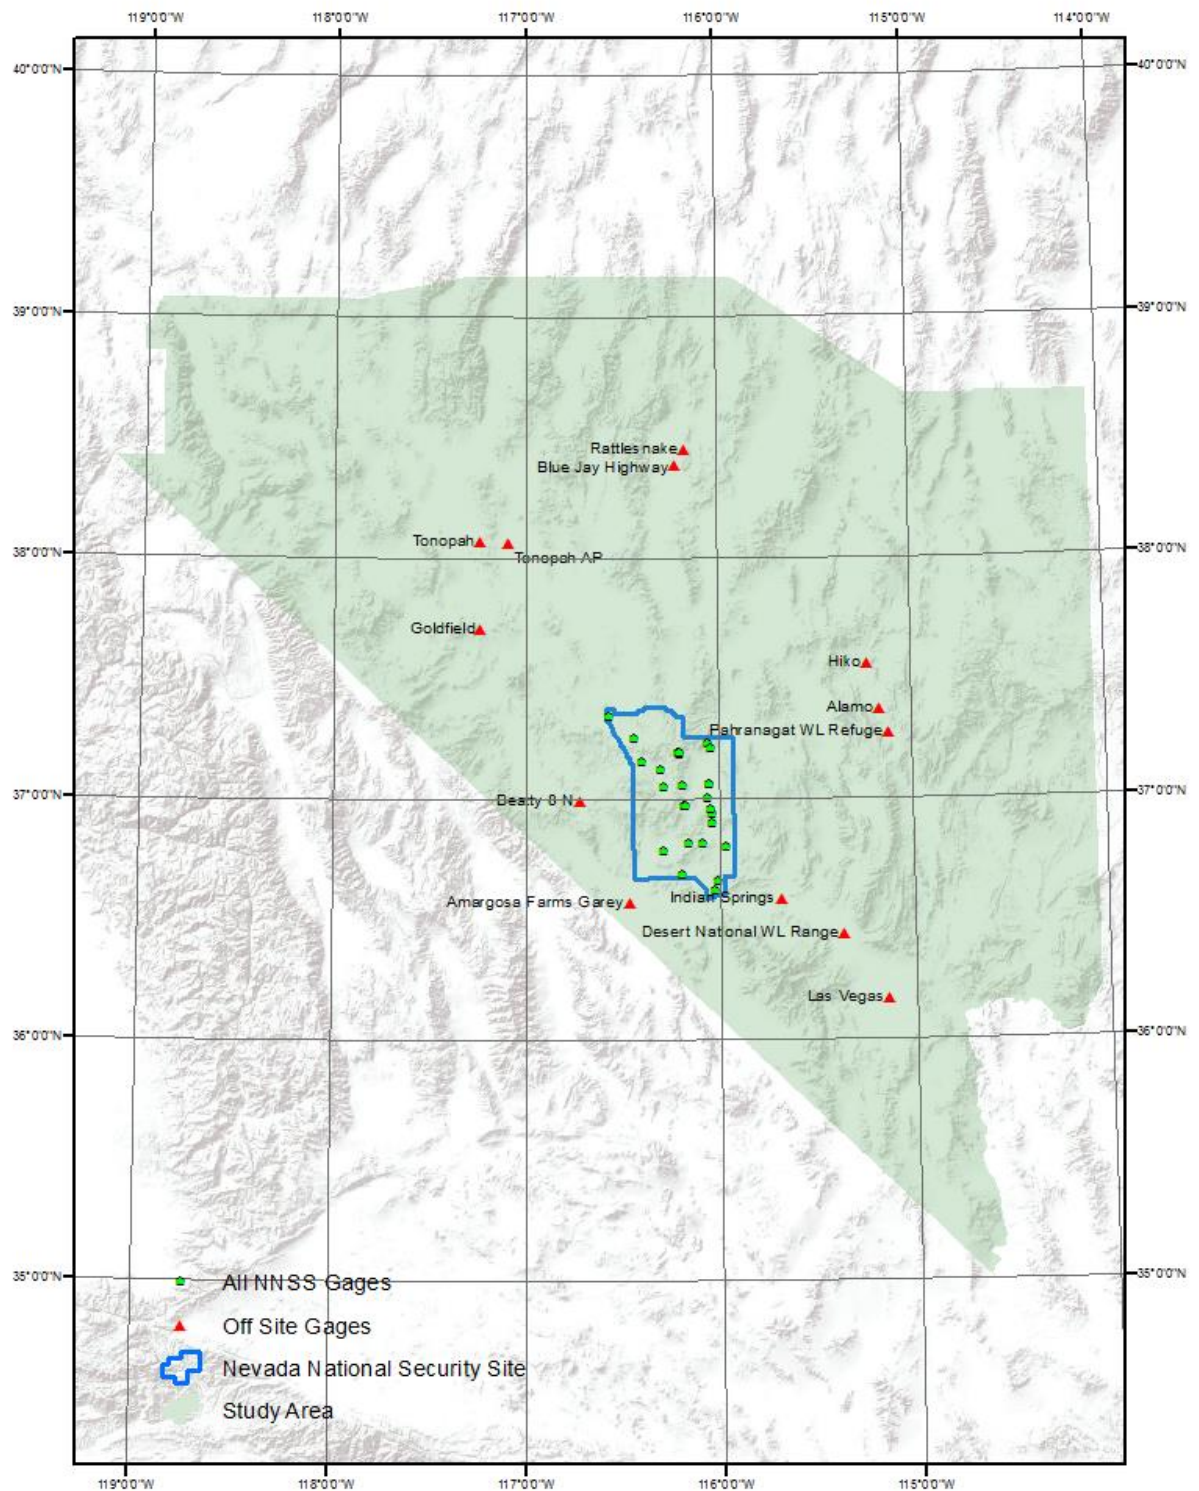 119°0'0"W 118°0'0"W 117°0'0"W 116°0'0"W 115°0'0"W 114°0'0"W
40°0'0"N 40°0'0"N
39°0'0"N 39°0'0"N
Rattlesnake
Blue Jay Highway
Tonopah
38°0'0"N 38°0'0"N
Tonopah AP
Goldfield
Hiko
Alamo
Pahranagat WL Refuge
37°0'0"N 37°0'0"N
Beatty 8 N
Indian Springs
Amargosa Farms Garey
Desert National WL Range
Las Vegas
36°0'0"N 36°0'0"N
35°0'0"N 35°0'0"N
All NNSS Gages
Off Site Gages
Nevada National Security Site
Study Area
119°0'0"W 118°0'0"W 117°0'0"W 116°0'0"W 115°0'0"W